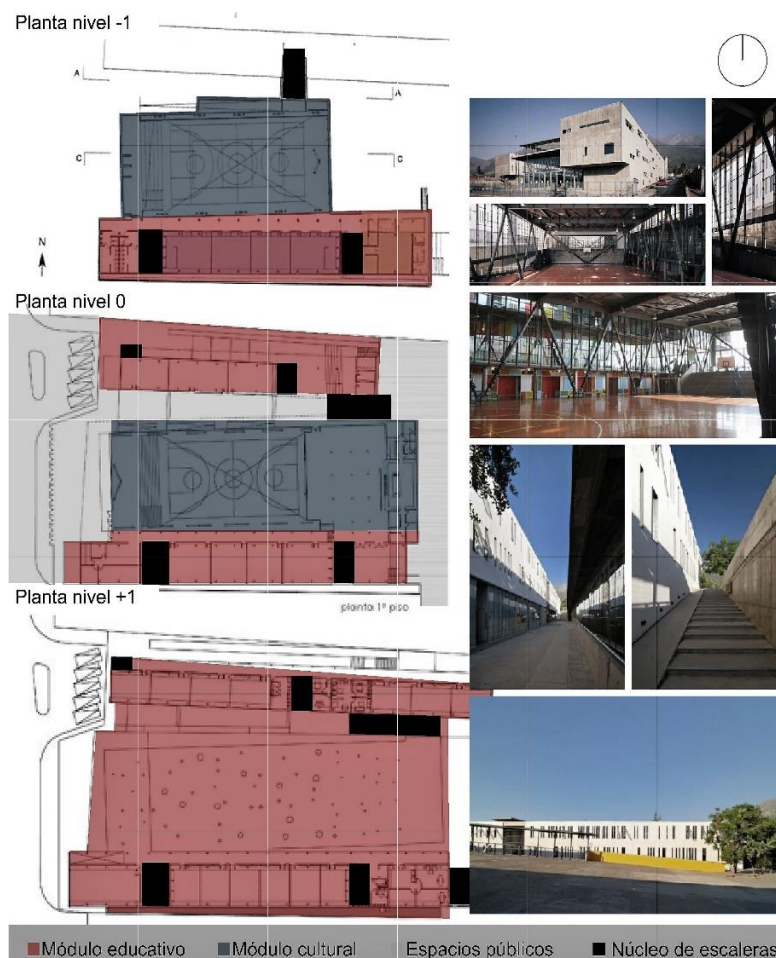 Planta nivel -1
A
A
C
C
N
Planta nivel 0
planta 1º piso
Planta nivel +1
Módulo educativo
Módulo cultural
Espacios públicos
Núcleo de escaleras